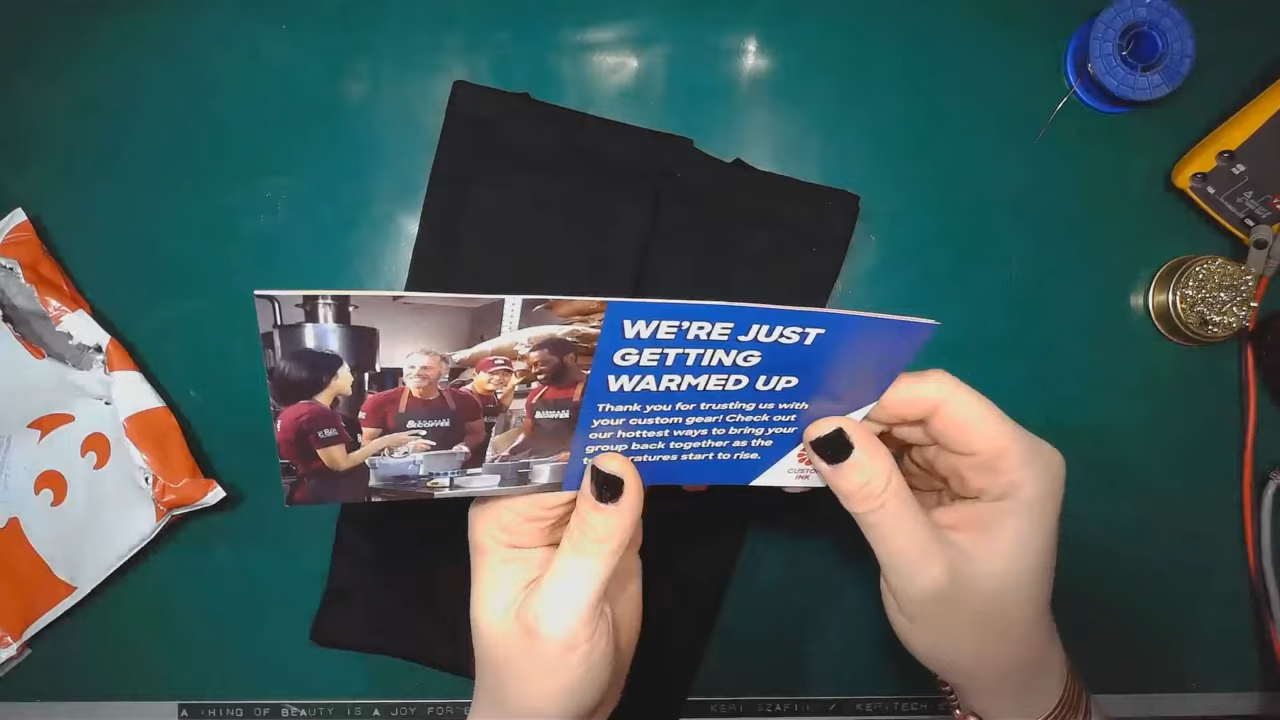 WE'RE JUST
GETTING
WARMED UP
Thank you for trusting us with
your custom gear! Check out
our hottest ways to bring your
group back together as the
start to rise.
INK
&COFFEE
A THING OF BEAUTY IS A JOY FOR
KERI SZAFIR / KERITECH